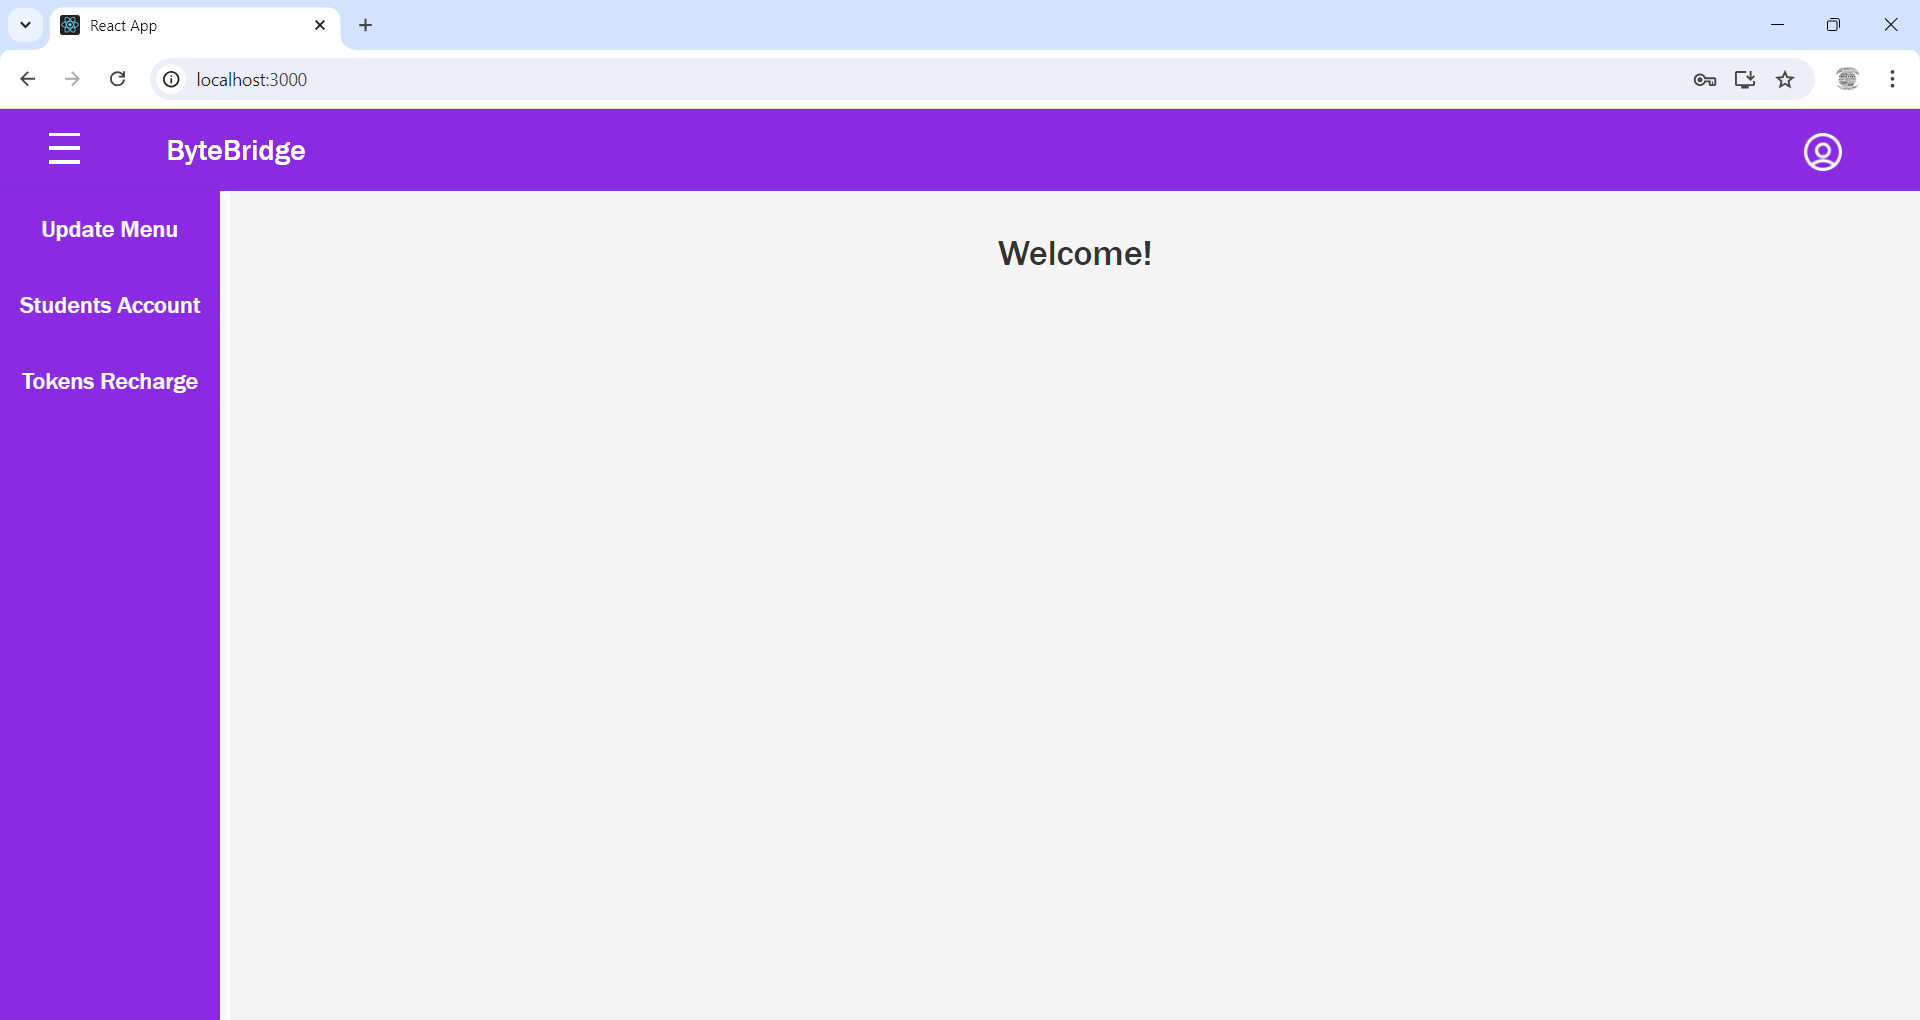 React App
localhost:3000
ByteBridge
Update Menu
Welcome!
Students Account
Tokens Recharge